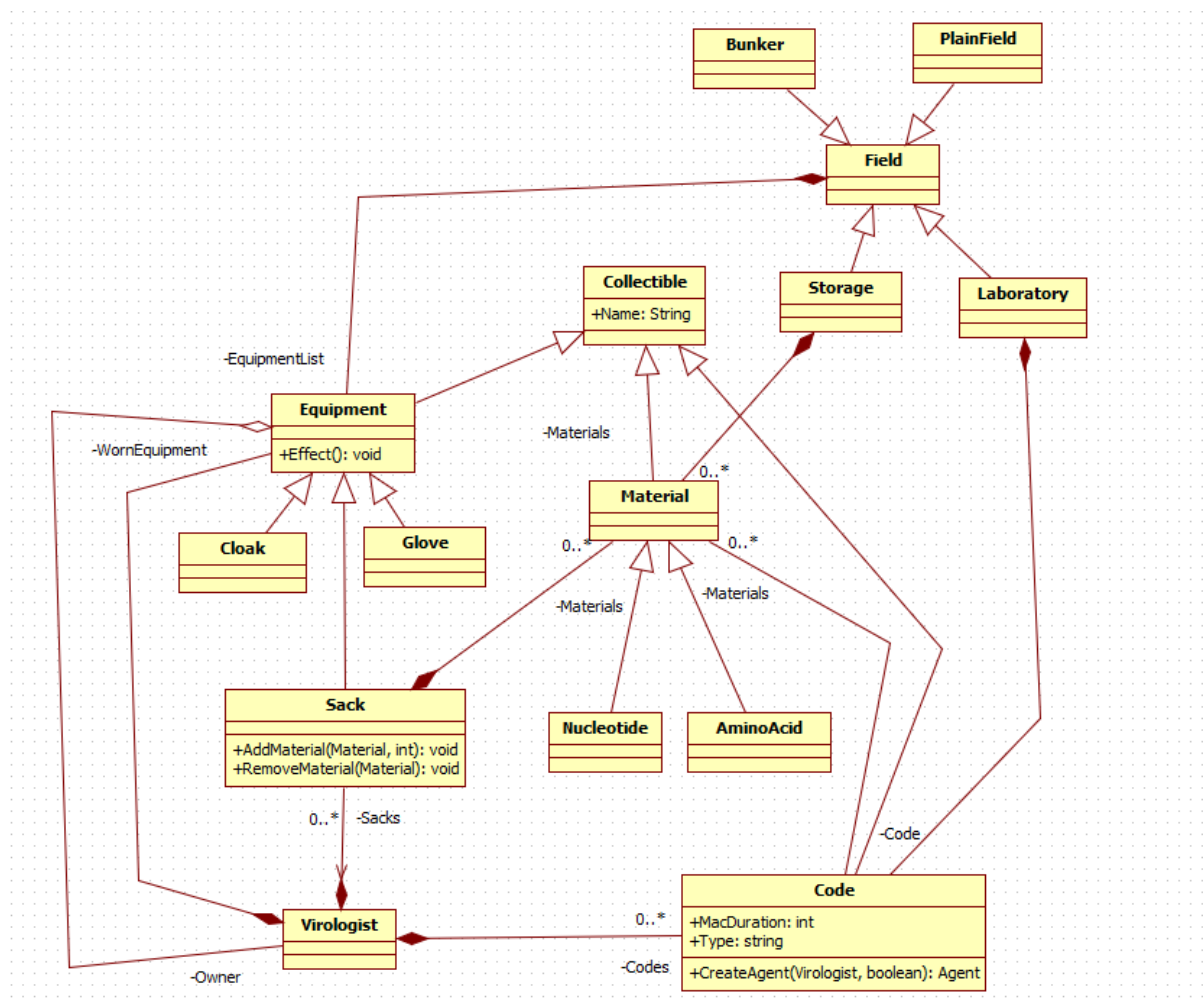 Bunker
PlainField
Field
Collectible
+Name: String
Storage
Laboratory
-EquipmentList
Equipment
+Effect(): void
-WornEquipment
-Materials
0..*
Material
Cloak
Glove
0..*
0..*
-Materials
-Materials
Sack
+AddMaterial(Material, int): void
+RemoveMaterial(Material): void
Nucleotide
AminoAcid
0..*
-Sacks
-Code
Virologist
0..*
-Codes
-Owner
Code
+MacDuration: int
+Type: string
+CreateAgent(Virologist, boolean): Agent